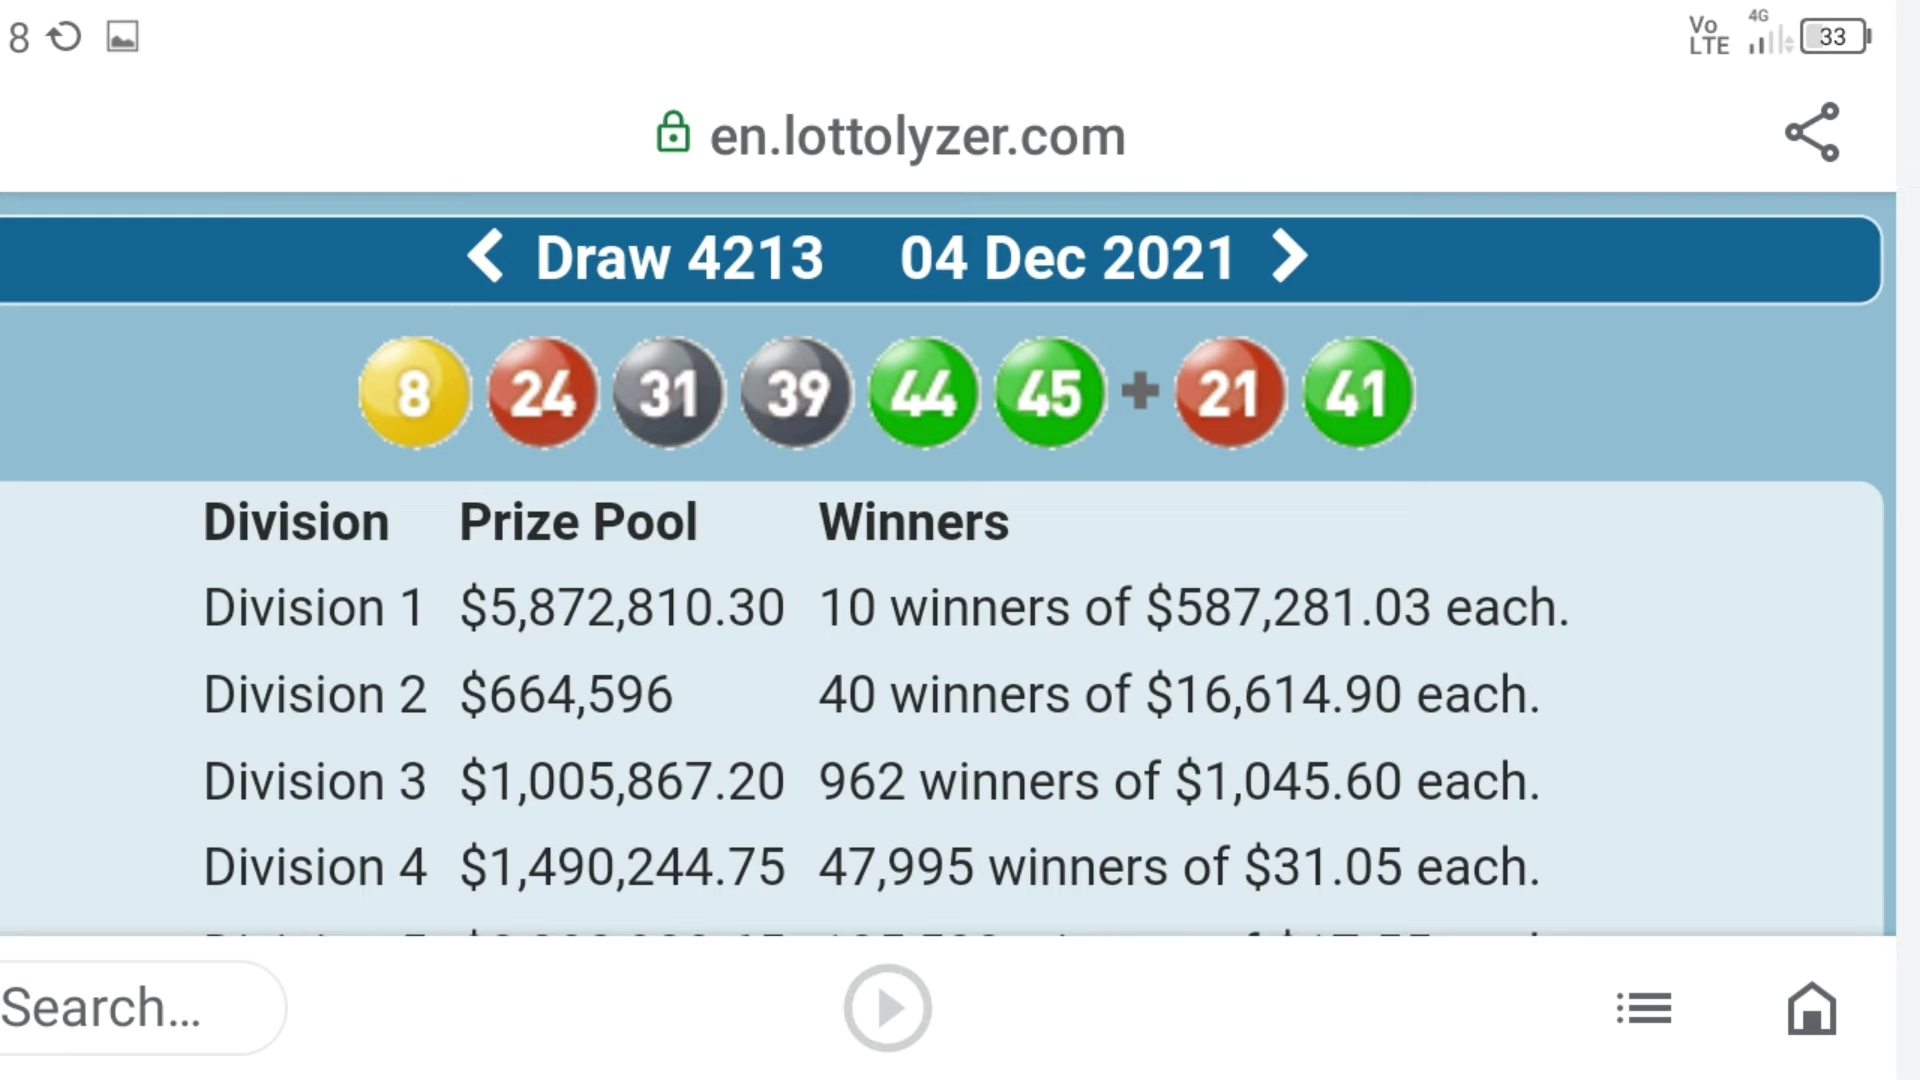 8 Vo LTE 4G 33
en.lottolyzer.com
Draw 4213 04 Dec 2021
8 24 31 39 44 45 + 21 41
Division Prize Pool Winners
Division 1 $5,872,810.30 10 winners of $587,281.03 each.
Division 2 $664,596 40 winners of $16,614.90 each.
Division 3 $1,005,867.20 962 winners of $1,045.60 each.
Division 4 $1,490,244.75 47,995 winners of $31.05 each.
Search...